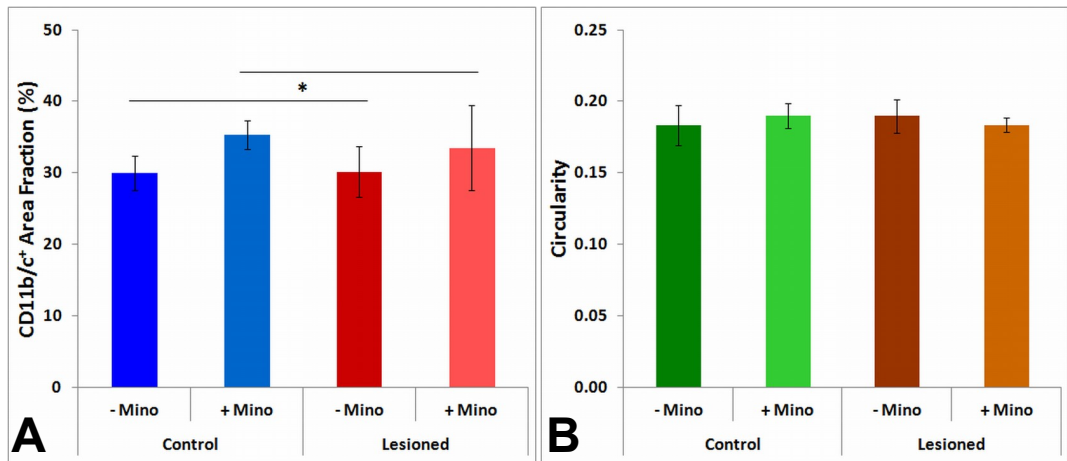 CD11b/c⁺ Area Fraction (%)
50
40
30
20
10
0
*
- Mino + Mino - Mino + Mino
Control Lesioned
A
Circularity
0.25
0.20
0.15
0.10
0.05
0.00
- Mino + Mino - Mino + Mino
Control Lesioned
B